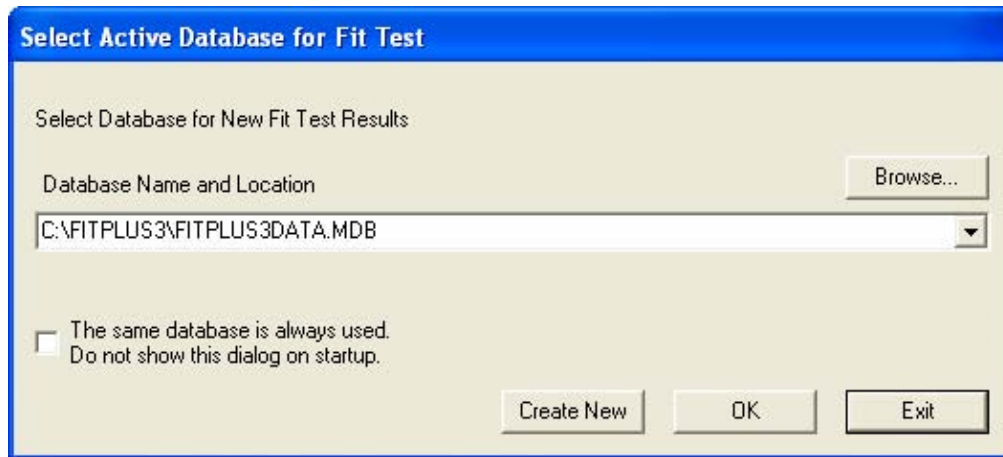 Select Active Database for Fit Test
Select Database for New Fit Test Results
Database Name and Location
Browse...
C:\FITPLUS3\FITPLUS3DATA.MDB
The same database is always used.
Do not show this dialog on startup.
Create New
OK
Exit